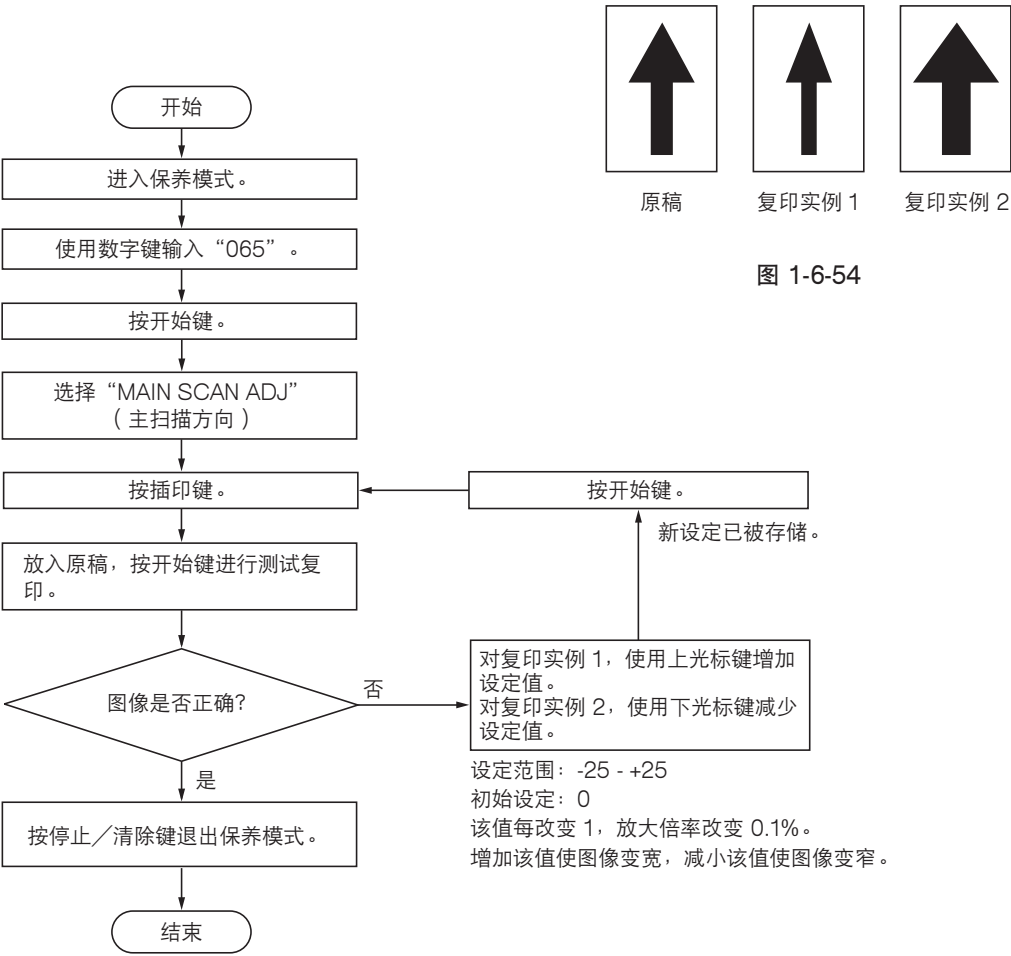 开始
进入保养模式。
使用数字键输入“065”。
按开始键。
选择“MAIN SCAN ADJ”
（主扫描方向）
按插印键。
放入原稿，按开始键进行测试复
印。
图像是否正确?
否
是
按停止／清除键退出保养模式。
结束
按开始键。
新设定已被存储。
对复印实例 1，使用上光标键增加
设定值。
对复印实例 2，使用下光标键减少
设定值。
设定范围：-25 - +25
初始设定：0
该值每改变 1，放大倍率改变 0.1%。
增加该值使图像变宽，减小该值使图像变窄。
原稿
复印实例 1
复印实例 2
图 1-6-54